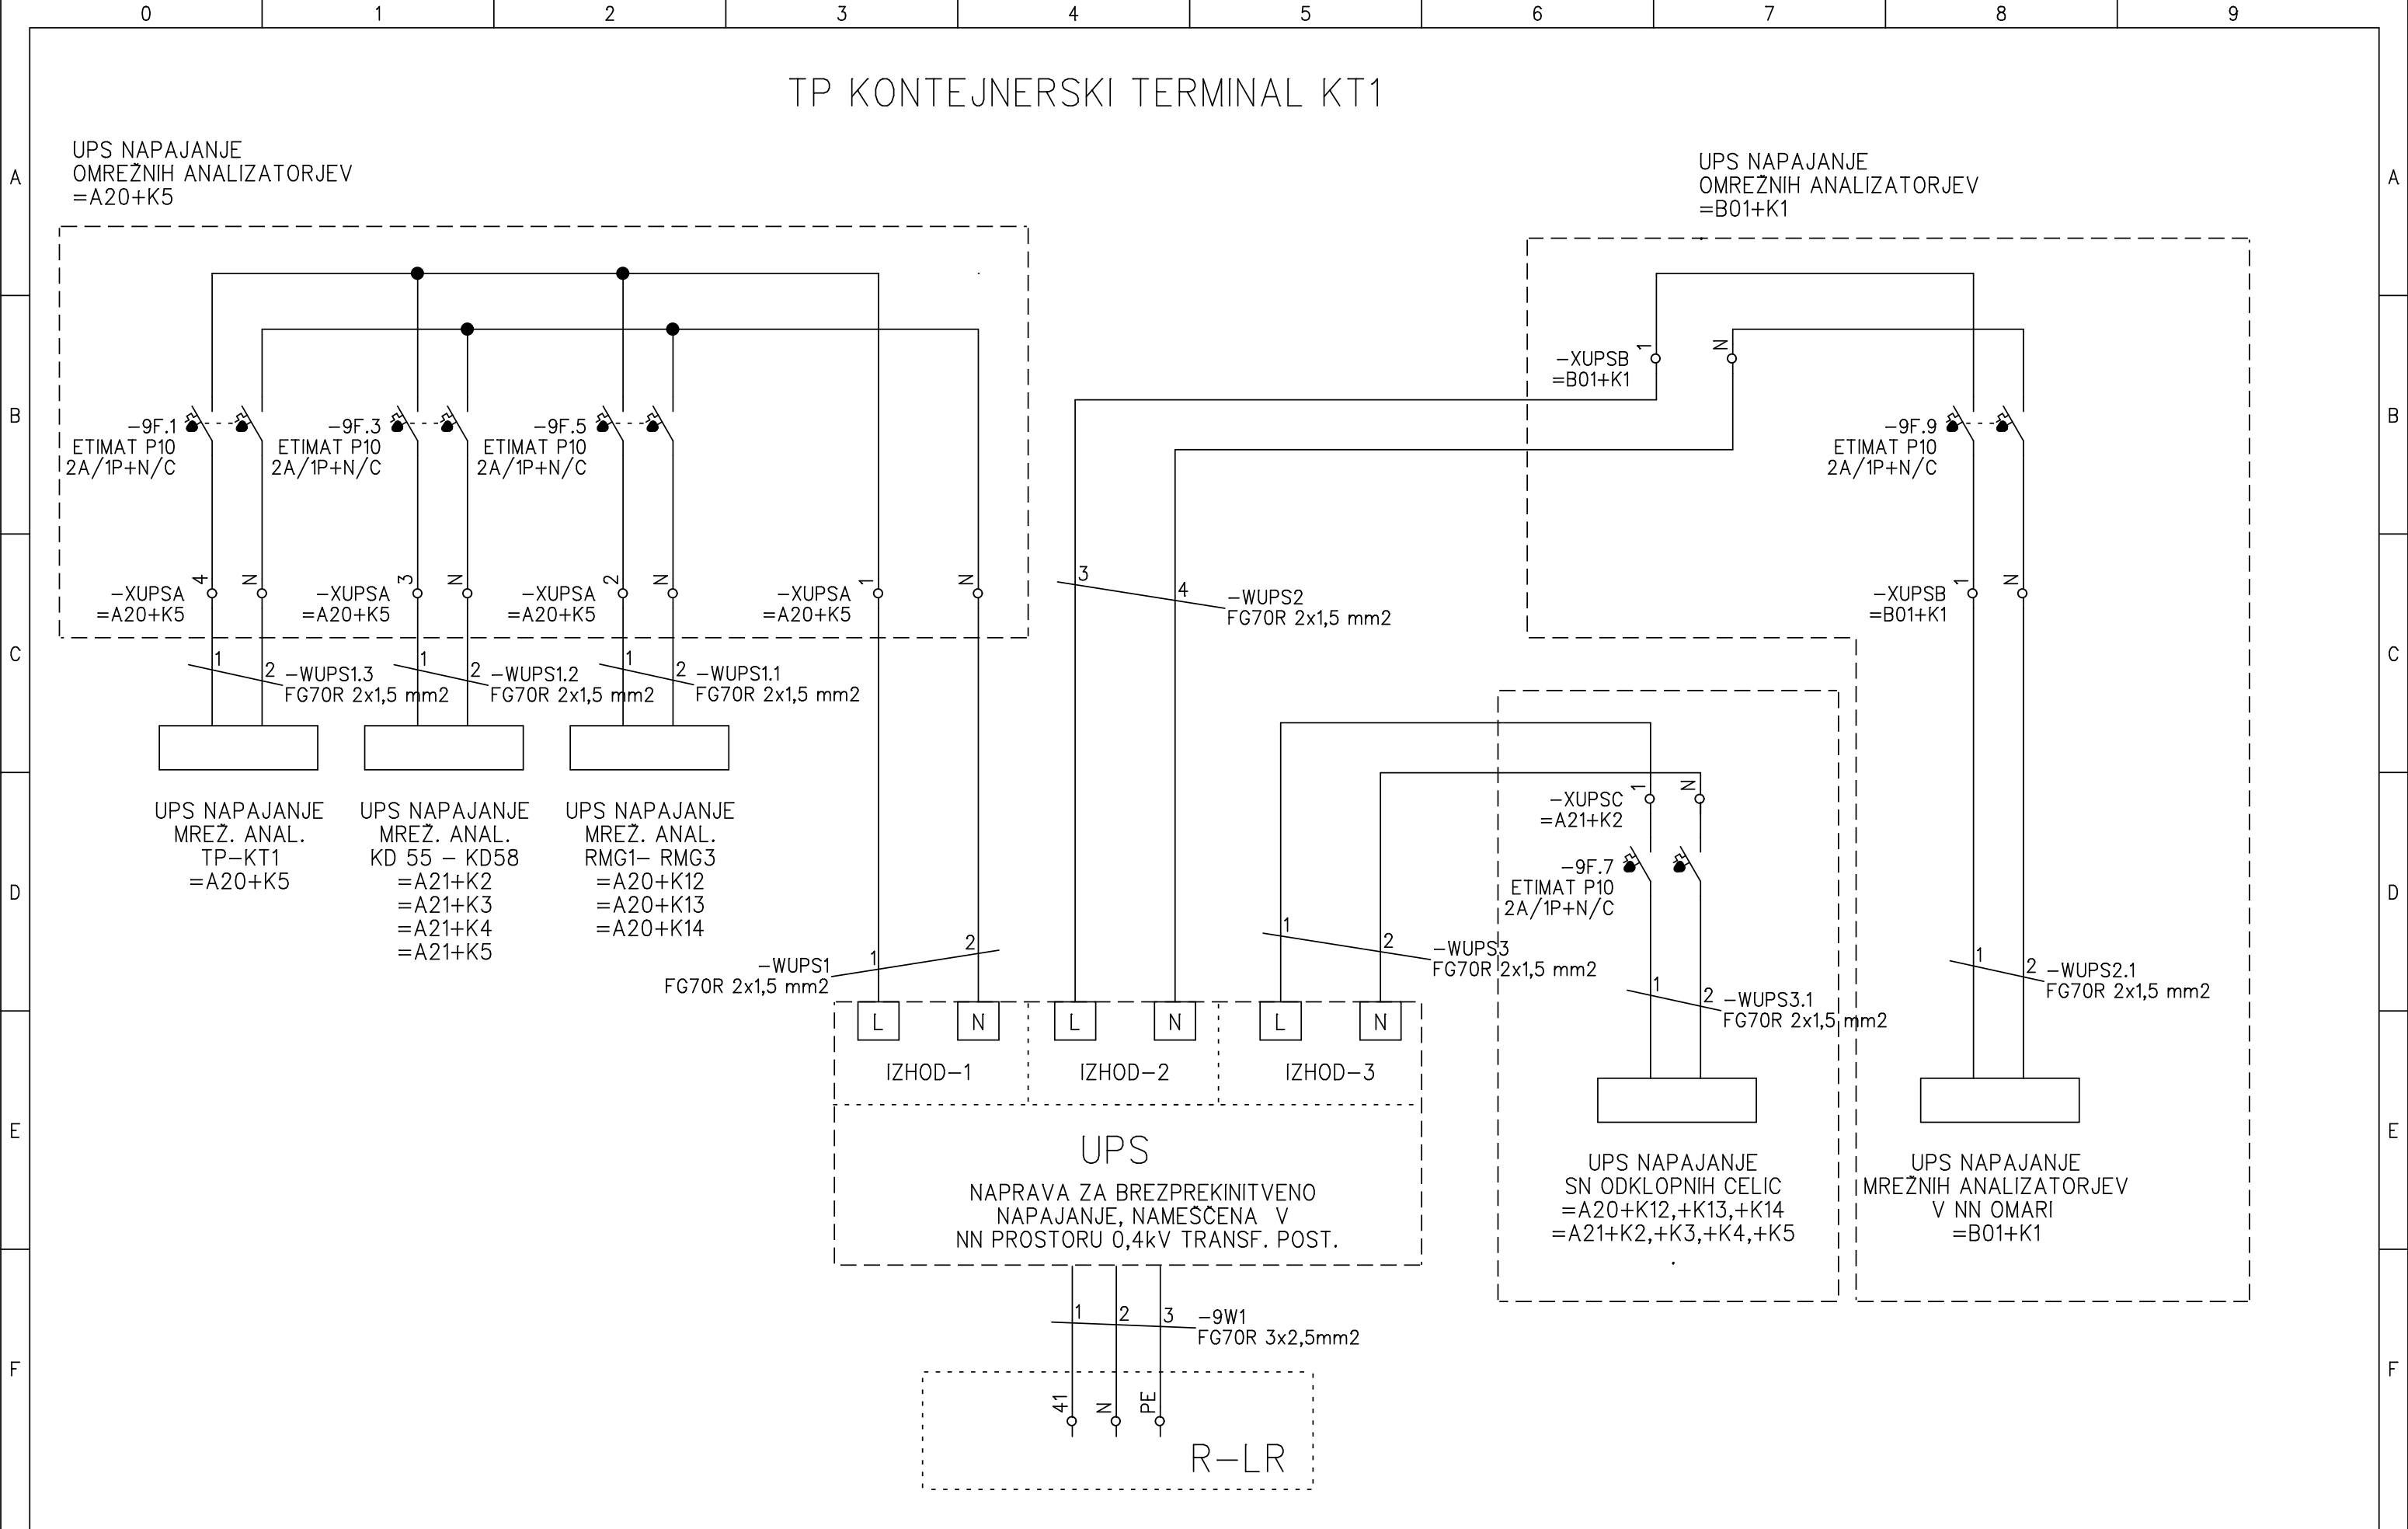 0 1 2 3 4 5 6 7 8 9
TP KONTEJNERSKI TERMINAL KT1
A
A
B
B
C
C
D
D
E
E
F
F
UPS NAPAJANJE
OMREŽNIH ANALIZATORJEV
=A20+K5
-9F.1
ETIMAT P10
2A/1P+N/C
-9F.3
ETIMAT P10
2A/1P+N/C
-9F.5
ETIMAT P10
2A/1P+N/C
-XUPSA
=A20+K5
4 N
-XUPSA
=A20+K5
3 N
-XUPSA
=A20+K5
2 N
-XUPSA
=A20+K5
1 N
1 2
-WUPS1.3
FG70R 2x1,5 mm2
1 2
-WUPS1.2
FG70R 2x1,5 mm2
1 2
-WUPS1.1
FG70R 2x1,5 mm2
UPS NAPAJANJE
MREŽ. ANAL.
TP-KT1
=A20+K5
UPS NAPAJANJE
MREŽ. ANAL.
KD 55 - KD58
=A21+K2
=A21+K3
=A21+K4
=A21+K5
UPS NAPAJANJE
MREŽ. ANAL.
RMG1- RMG3
=A20+K12
=A20+K13
=A20+K14
1 2
-WUPS1
FG70R 2x1,5 mm2
3 4
-WUPS2
FG70R 2x1,5 mm2
1 2
-WUPS3
FG70R 2x1,5 mm2
L N L N L N
IZHOD-1 IZHOD-2 IZHOD-3
UPS
NAPRAVA ZA BREZPREKINITVENO
NAPAJANJE, NAMEŠČENA V
NN PROSTORU 0,4kV TRANSF. POST.
1 2 3
-9W1
FG70R 3x2,5mm2
41 N PE
R-LR
UPS NAPAJANJE
OMREŽNIH ANALIZATORJEV
=B01+K1
-XUPSB
=B01+K1
1 N
-9F.9
ETIMAT P10
2A/1P+N/C
-XUPSB
=B01+K1
1 N
-XUPSC
=A21+K2
1 N
-9F.7
ETIMAT P10
2A/1P+N/C
1 2
-WUPS3.1
FG70R 2x1,5 mm2
1 2
-WUPS2.1
FG70R 2x1,5 mm2
UPS NAPAJANJE
SN ODKLOPNIH CELIC
=A20+K12,+K13,+K14
=A21+K2,+K3,+K4,+K5
UPS NAPAJANJE
MREŽNIH ANALIZATORJEV
V NN OMARI
=B01+K1